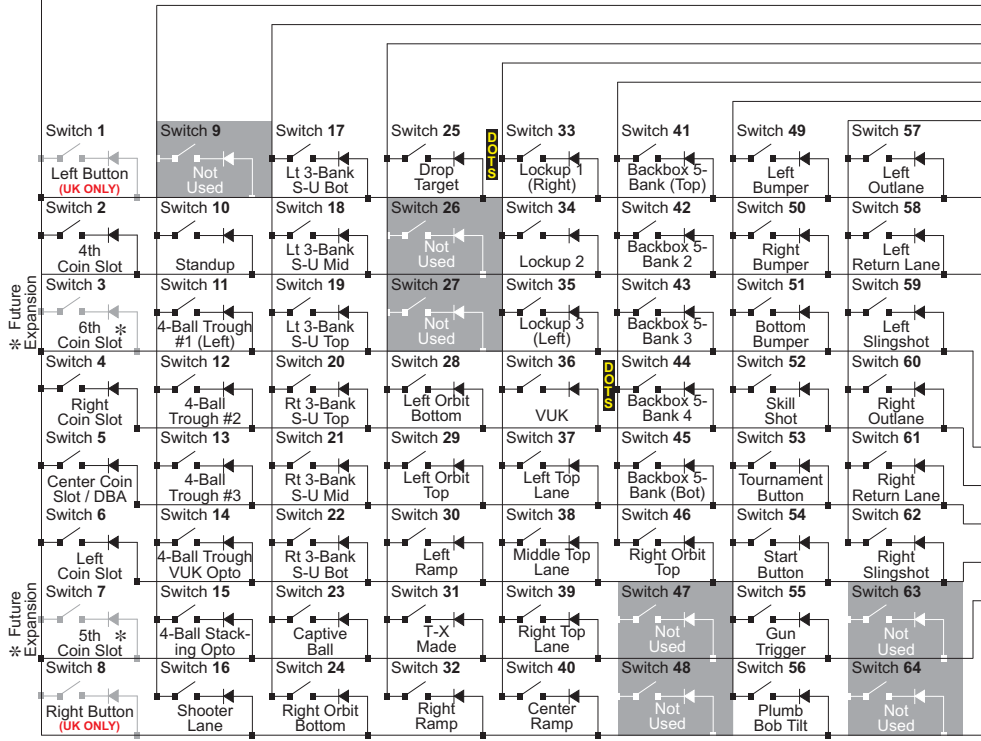 Switch 1
Left Button
(UK ONLY)
Switch 9
Not
Used
Switch 17
Lt 3-Bank
S-U Bot
Switch 25
Drop
Target
DOTS
Switch 33
Lockup 1
(Right)
Switch 41
Backbox 5-
Bank (Top)
Switch 49
Left
Bumper
Switch 57
Left
Outlane
Switch 2
4th
Coin Slot
Switch 10
Standup
Switch 18
Lt 3-Bank
S-U Mid
Switch 26
Not
Used
Switch 34
Lockup 2
Switch 42
Backbox 5-
Bank 2
Switch 50
Right
Bumper
Switch 58
Left
Return Lane
* Future
Expansion
Switch 3
6th *
Coin Slot
Switch 11
4-Ball Trough
#1 (Left)
Switch 19
Lt 3-Bank
S-U Top
Switch 27
Not
Used
Switch 35
Lockup 3
(Left)
Switch 43
Backbox 5-
Bank 3
Switch 51
Bottom
Bumper
Switch 59
Left
Slingshot
Switch 4
Right
Coin Slot
Switch 12
4-Ball
Trough #2
Switch 20
Rt 3-Bank
S-U Top
Switch 28
Left Orbit
Bottom
Switch 36
VUK
DOTS
Switch 44
Backbox 5-
Bank 4
Switch 52
Skill
Shot
Switch 60
Right
Outlane
Switch 5
Center Coin
Slot / DBA
Switch 13
4-Ball
Trough #3
Switch 21
Rt 3-Bank
S-U Mid
Switch 29
Left Orbit
Top
Switch 37
Left Top
Lane
Switch 45
Backbox 5-
Bank (Bot)
Switch 53
Tournament
Button
Switch 61
Right
Return Lane
Switch 6
Left
Coin Slot
Switch 14
4-Ball Trough
VUK Opto
Switch 22
Rt 3-Bank
S-U Bot
Switch 30
Left
Ramp
Switch 38
Middle Top
Lane
Switch 46
Right Orbit
Top
Switch 54
Start
Button
Switch 62
Right
Slingshot
* Future
Expansion
Switch 7
5th *
Coin Slot
Switch 15
4-Ball Stack-
ing Opto
Switch 23
Captive
Ball
Switch 31
T-X
Made
Switch 39
Right Top
Lane
Switch 47
Not
Used
Switch 55
Gun
Trigger
Switch 63
Not
Used
Switch 8
Right Button
(UK ONLY)
Switch 16
Shooter
Lane
Switch 24
Right Orbit
Bottom
Switch 32
Right
Ramp
Switch 40
Center
Ramp
Switch 48
Not
Used
Switch 56
Plumb
Bob Tilt
Switch 64
Not
Used